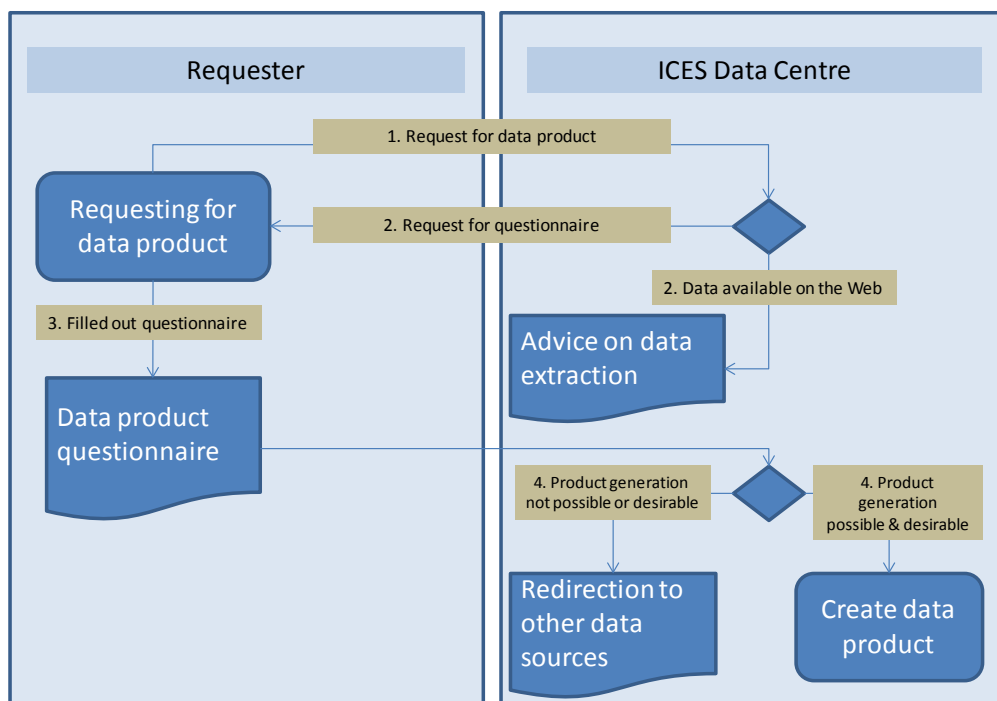 Requester
ICES Data Centre
1. Request for data product
Requesting for
data product
2. Request for questionnaire
2. Data available on the Web
3. Filled out questionnaire
Advice on data
extraction
Data product
questionnaire
4. Product generation
not possible or desirable
4. Product
generation
possible & desirable
Redirection to
other data
sources
Create data
product